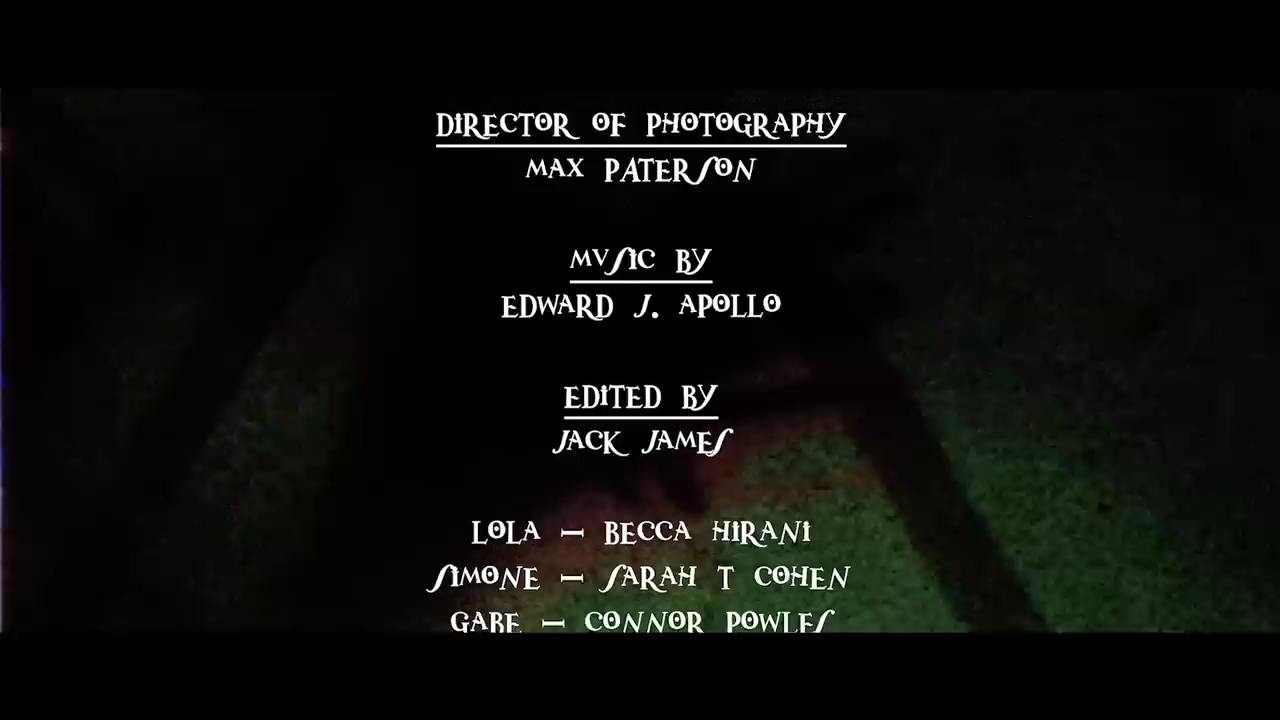 DIRECTOR OF PHOTOGRAPHY
MAX PATERSON
MVSIC BY
EDWARD J. APOLLO
EDITED BY
JACK JAMES
LOLA – BECCA HIRANI
SIMONE – SARAH T COHEN
GABE – CONNOR POWLES